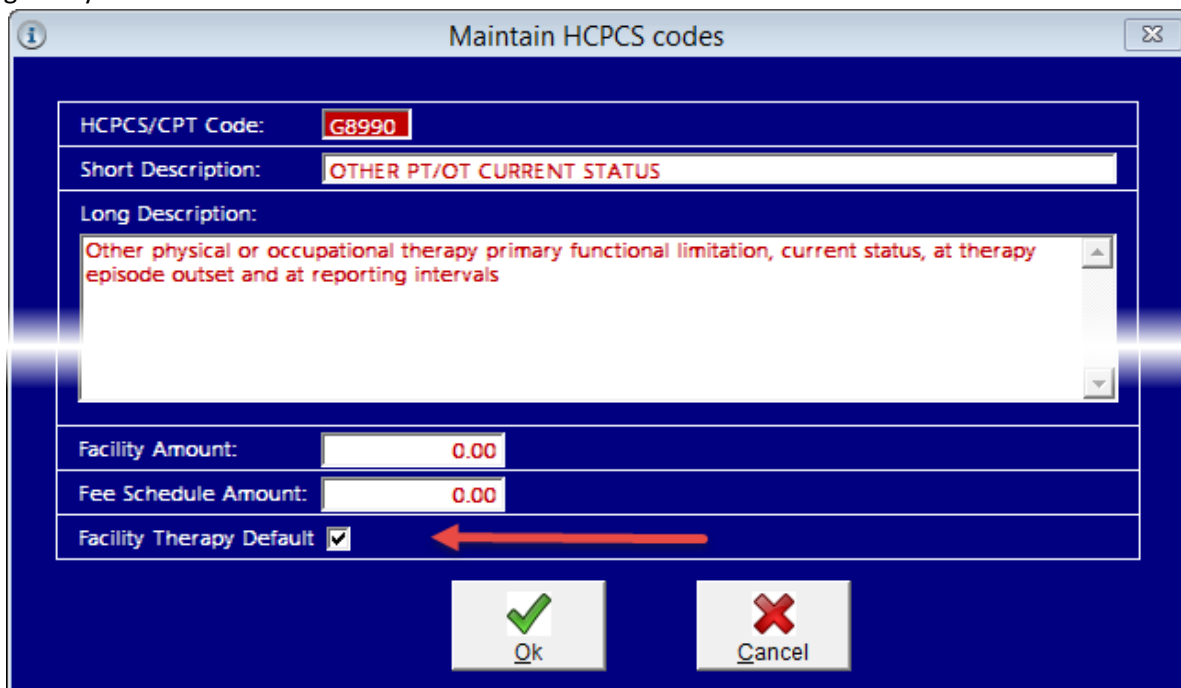 Maintain HCPCS codes
HCPCS/CPT Code: G8990
Short Description: OTHER PT/OT CURRENT STATUS
Long Description:
Other physical or occupational therapy primary functional limitation, current status, at therapy
episode outset and at reporting intervals
Facility Amount: 0.00
Fee Schedule Amount: 0.00
Facility Therapy Default
Ok Cancel